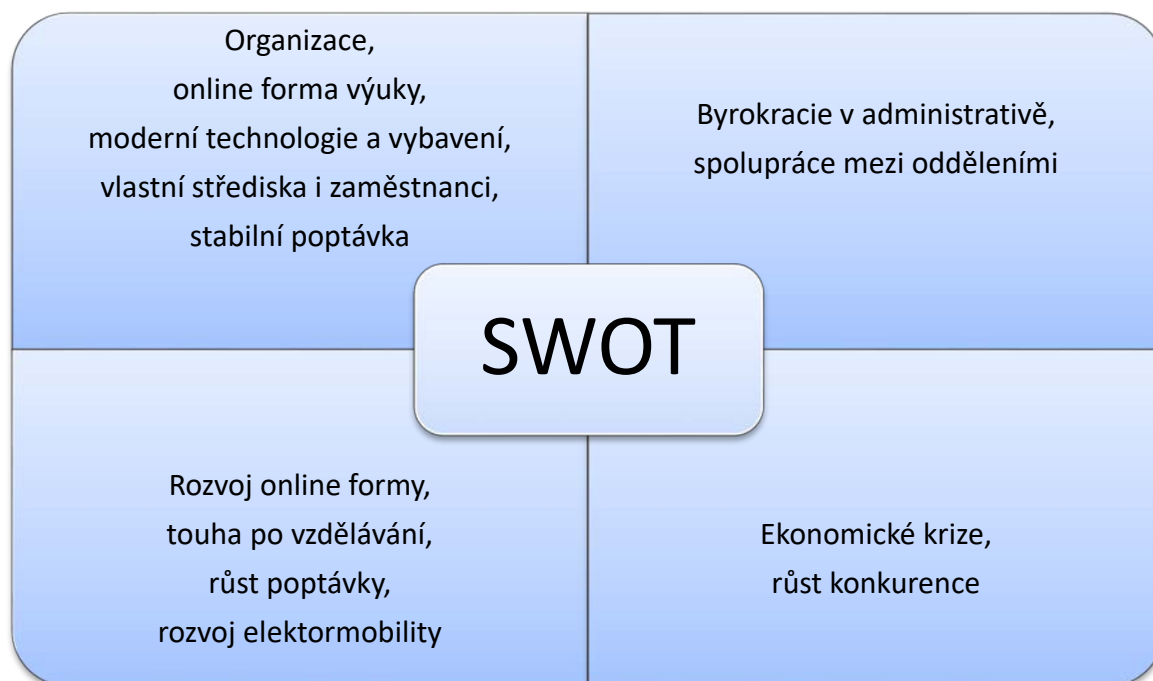 Organizace,
online forma výuky,
moderní technologie a vybavení,
vlastní střediska i zaměstnanci,
stabilní poptávka
Byrokracie v administrativě,
spolupráce mezi odděleními
SWOT
Rozvoj online formy,
touha po vzdělávání,
růst poptávky,
rozvoj elektormobility
Ekonomické krize,
růst konkurence